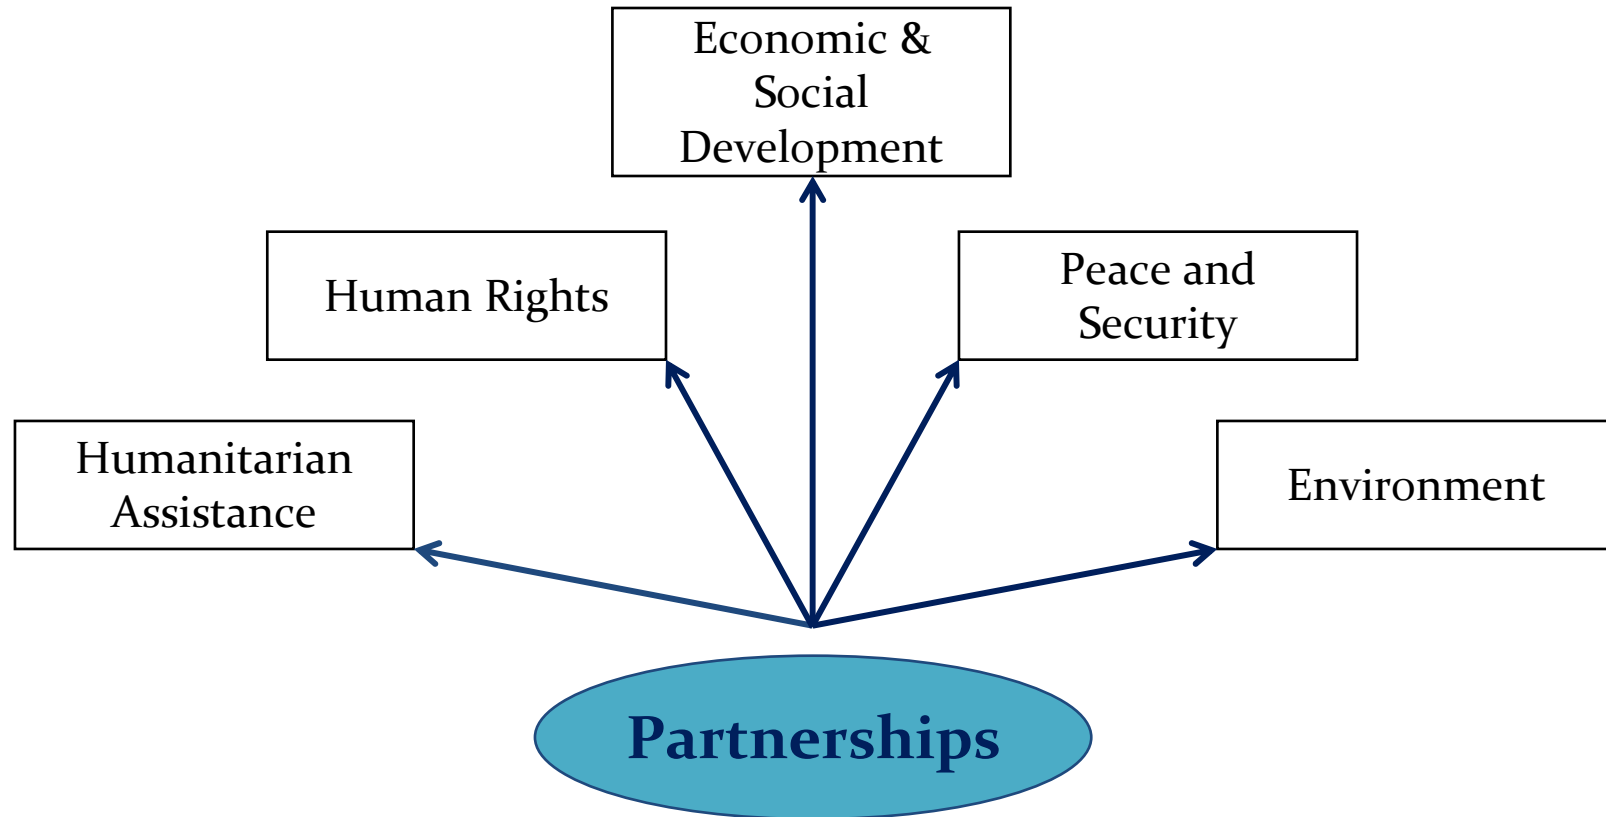 Economic &
Social
Development
Human Rights
Peace and
Security
Humanitarian
Assistance
Environment
Partnerships